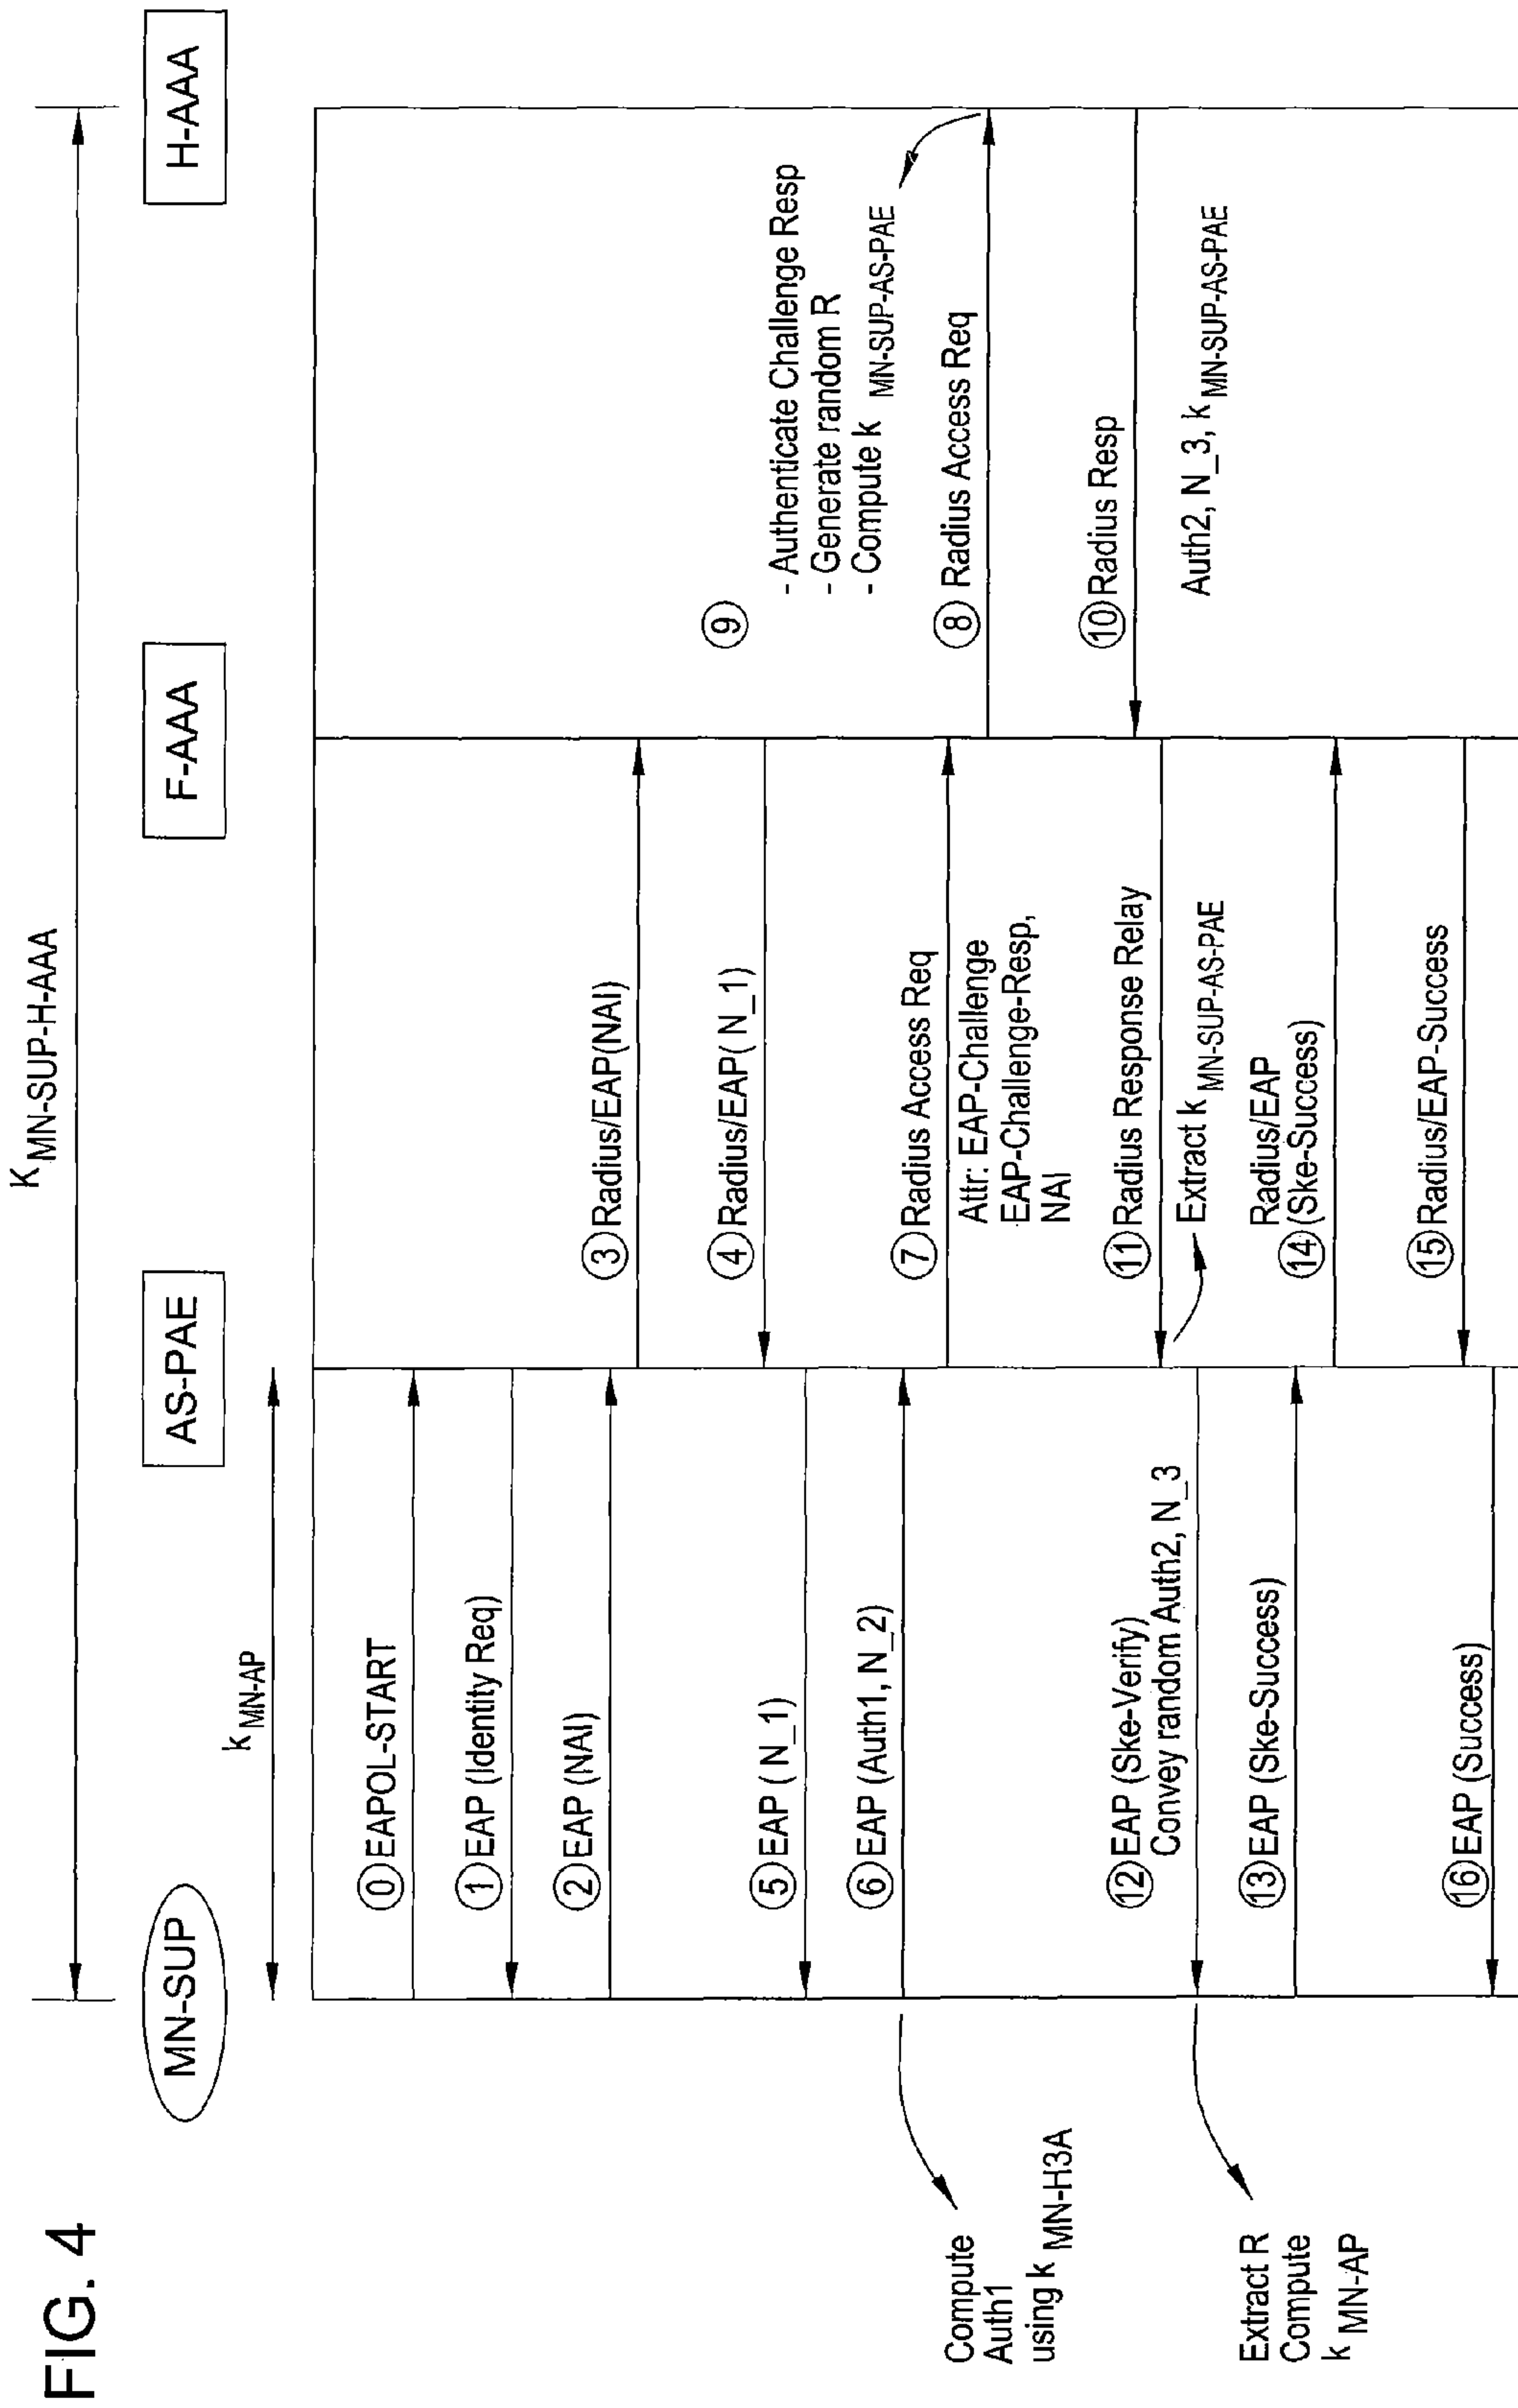 FIG. 4
K MN-SUP-H-AAA
MN-SUP
AS-PAE
F-AAA
H-AAA
k MN-AP
0 EAPOL-START
1 EAP (Identity Req)
2 EAP (NAI)
3 Radius/EAP(NAI)
4 Radius/EAP( N_1)
5 EAP ( N_1)
6 EAP (Auth1, N_2)
Compute
Auth1
using k MN-H3A
7 Radius Access Req
Attr: EAP-Challenge
EAP-Challenge-Resp,
NAI
9
- Authenticate Challenge Resp
- Generate random R
- Compute k MN-SUP-AS-PAE
8 Radius Access Req
10 Radius Resp
Auth2, N_3, k MN-SUP-AS-PAE
11 Radius Response Relay
Extract k MN-SUP-AS-PAE
12 EAP (Ske-Verify)
Convey random Auth2, N_3
Extract R
Compute
k MN-AP
13 EAP (Ske-Success)
Radius/EAP
14 (Ske-Success)
15 Radius/EAP-Success
16 EAP (Success)